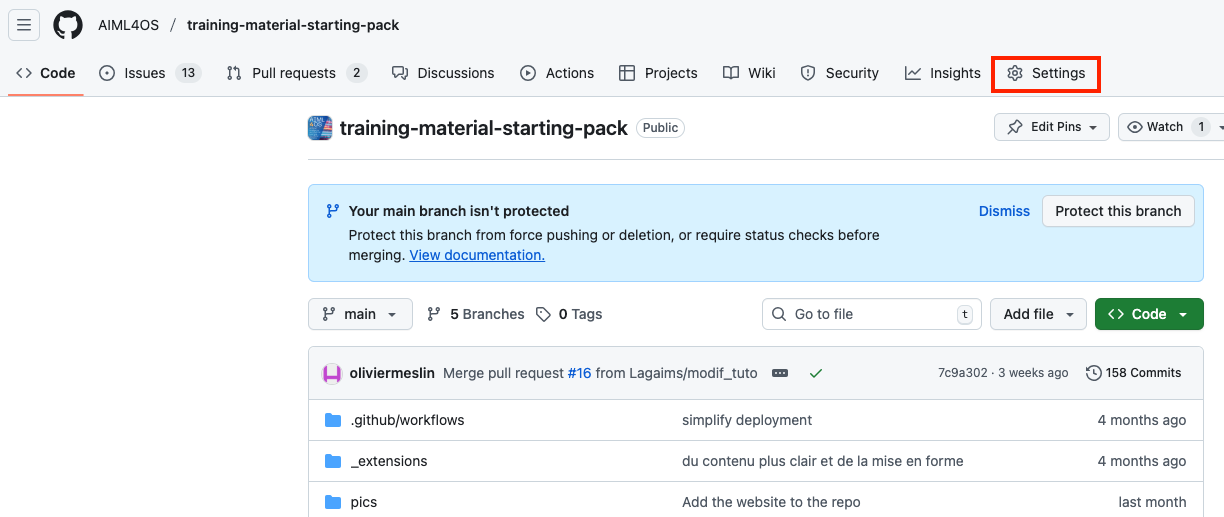 AIML4OS / training-material-starting-pack
Code Issues 13 Pull requests 2 Discussions Actions Projects Wiki Security Insights Settings
training-material-starting-pack Public Edit Pins Watch 1
Your main branch isn't protected Dismiss Protect this branch
Protect this branch from force pushing or deletion, or require status checks before
merging. View documentation.
main 5 Branches 0 Tags Go to file t Add file Code
oliviermeslin Merge pull request #16 from Lagaims/modif_tuto 7c9a302 · 3 weeks ago 158 Commits
.github/workflows simplify deployment 4 months ago
_extensions du contenu plus clair et de la mise en forme 4 months ago
pics Add the website to the repo last month